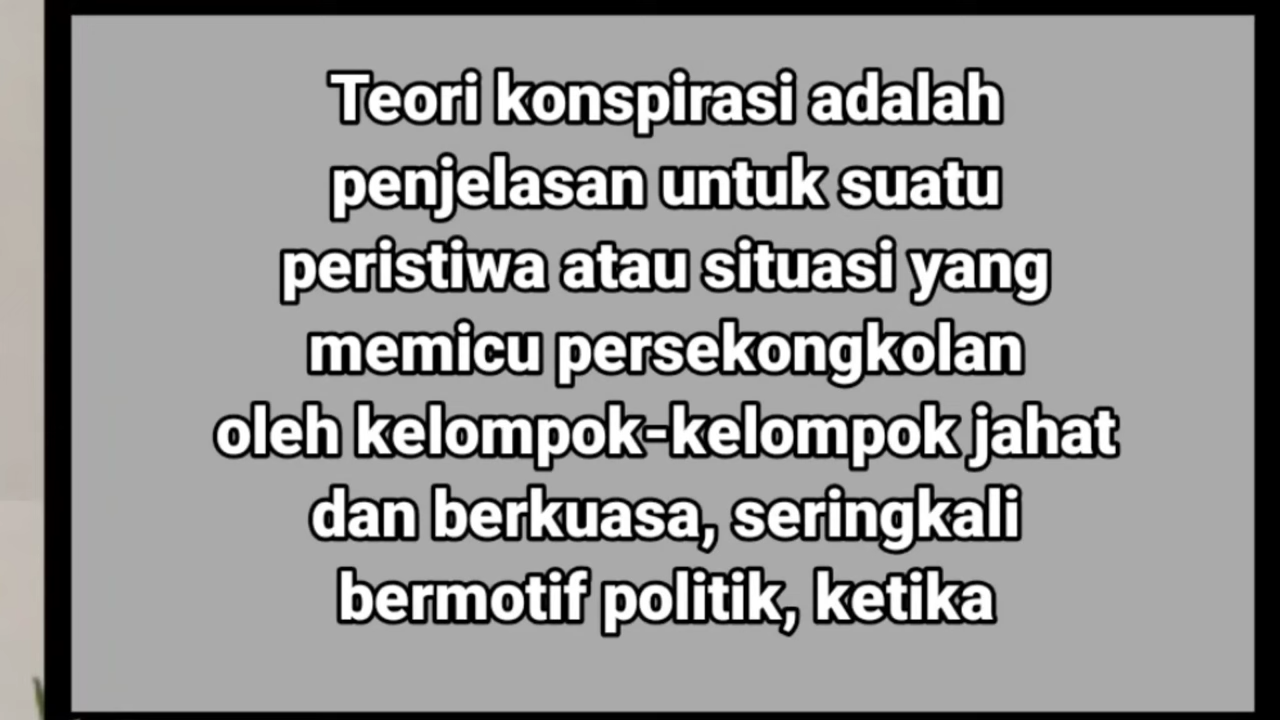 Teori konspirasi adalah
penjelasan untuk suatu
peristiwa atau situasi yang
memicu persekongkolan
oleh kelompok-kelompok jahat
dan berkuasa, seringkali
bermotif politik, ketika